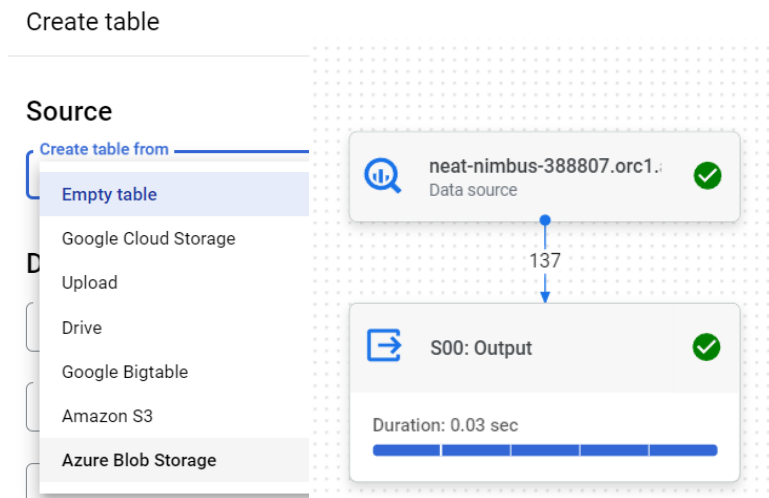 Create table
Source
Create table from
Empty table
Google Cloud Storage
Upload
Drive
Google Bigtable
Amazon S3
Azure Blob Storage
D
neat-nimbus-388807.orc1.
Data source
137
S00: Output
Duration: 0.03 sec